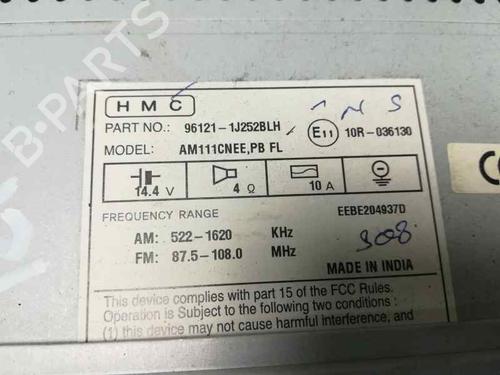 HMC
PART NO.: 96121-1J252BLH
E11 10R-036130
MODEL: AM111CNEE,PB FL
14.4 V 4 Ω 10 A
FREQUENCY RANGE EEBE204937D
AM: 522-1620 KHz
FM: 87.5-108.0 MHz
908
MADE IN INDIA
This device complies with part 15 of the FCC Rules.
Operation is Subject to the following two conditions :
(1) this device may not cause harmful interference, and
B-PARTS